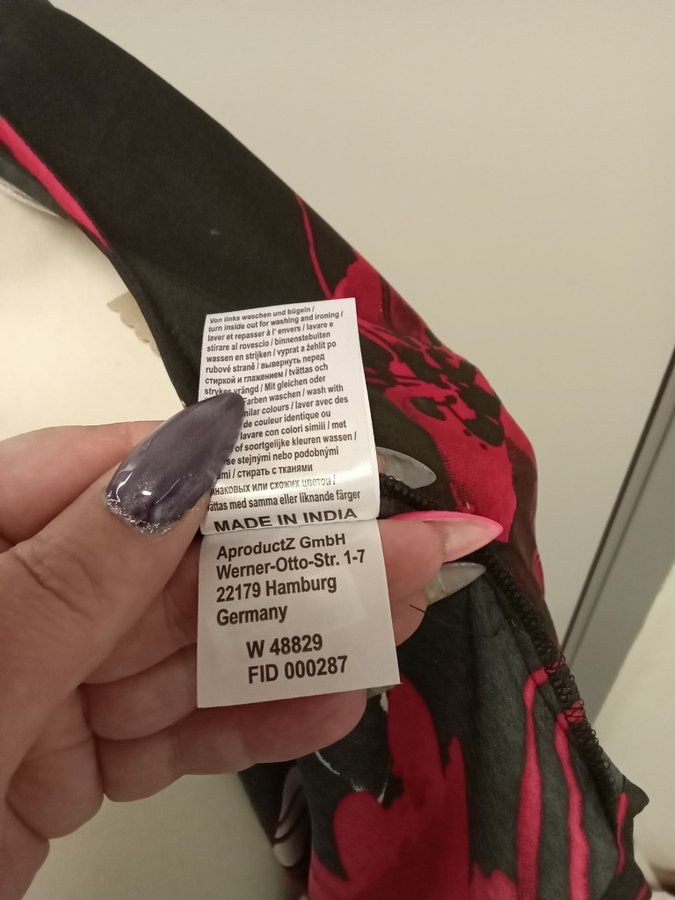 Von links waschen und bügeln /
turn inside out for washing and ironing /
laver et repasser à l' envers / lavare e
stirare al rovescio / binnenstebuiten
wassen en strijken / vyprat a žehlit po
rubové straně / вывернуть перед
стиркой и глажением / tvättas och
strykes vrängd / Mit gleichen oder
Farben waschen / wash with
colours / laver avec des
de couleur identique ou
lavare con colori simili / met
of soortgelijke kleuren wassen /
se stejnými nebo podobnými
/ стирать с тканями
или схожих цветов /
med samma eller liknande färger
MADE IN INDIA
AproductZ GmbH
Werner-Otto-Str. 1-7
22179 Hamburg
Germany
W 48829
FID 000287